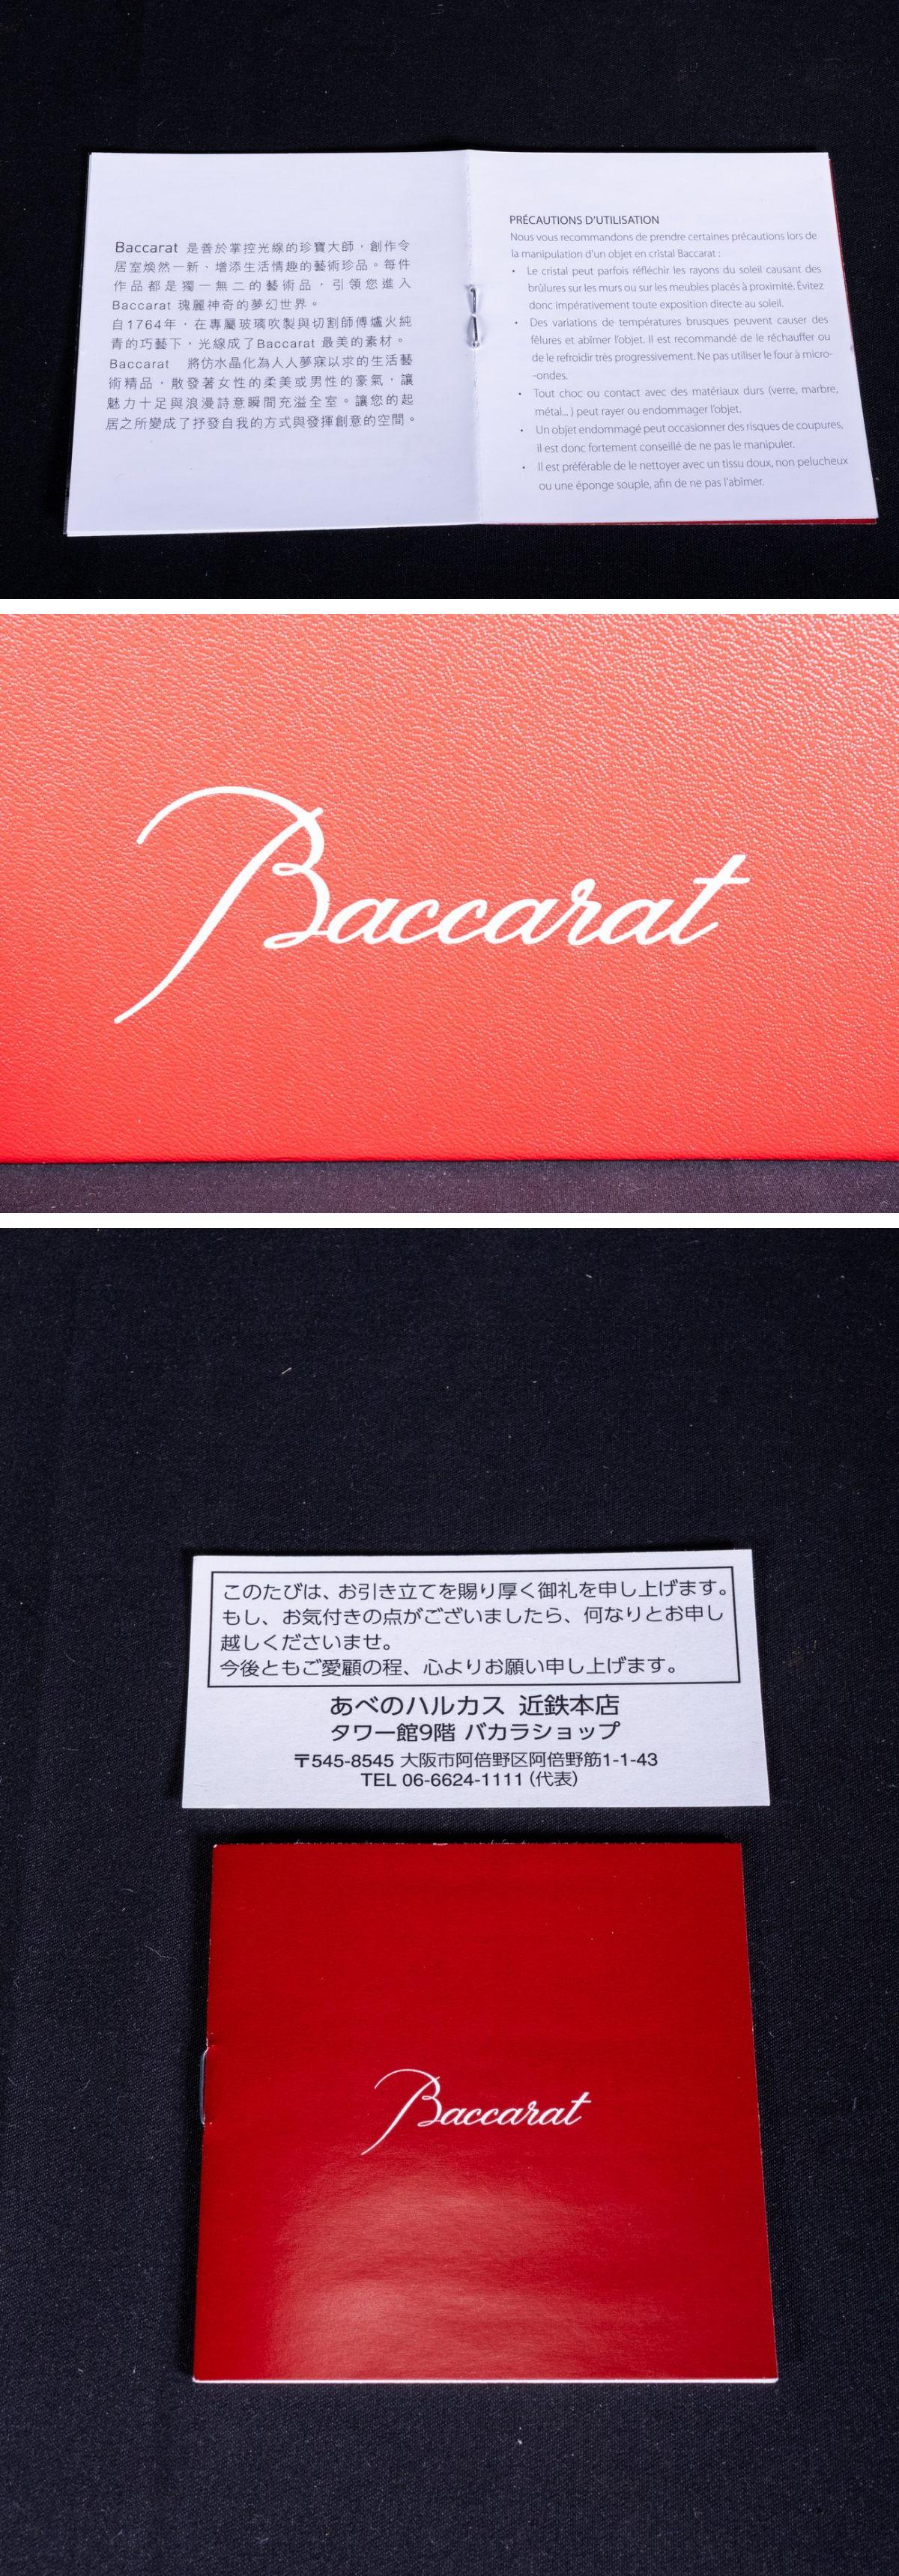 Baccarat 是善於掌控光線的珍寶大師，創作令
居室煥然一新、增添生活情趣的藝術珍品。每件
作品都是獨一無二的藝術品，引領您進入
Baccarat 瑰麗神奇的夢幻世界。
自1764年，在專屬玻璃吹製與切割師傅爐火純
青的巧藝下，光線成了Baccarat 最美的素材。
Baccarat 將仿水晶化為人人夢寐以求的生活藝
術精品，散發著女性的柔美或男性的豪氣，讓
魅力十足與浪漫詩意瞬間充溢全室。讓您的起
居之所變成了抒發自我的方式與發揮創意的空間。
PRÉCAUTIONS D'UTILISATION
Nous vous recommandons de prendre certaines précautions lors de
la manipulation d'un objet en cristal Baccarat :
• Le cristal peut parfois réfléchir les rayons du soleil causant des
brûlures sur les murs ou sur les meubles placés à proximité. Évitez
donc impérativement toute exposition directe au soleil.
• Des variations de températures brusques peuvent causer des
fêlures et abîmer l'objet. Il est recommandé de le réchauffer ou
de le refroidir très progressivement. Ne pas utiliser le four à micro-
-ondes.
• Tout choc ou contact avec des matériaux durs (verre, marbre,
métal... ) peut rayer ou endommager l'objet.
• Un objet endommagé peut occasionner des risques de coupures,
il est donc fortement conseillé de ne pas le manipuler.
• Il est préférable de le nettoyer avec un tissu doux, non pelucheux
ou une éponge souple, afin de ne pas l'abîmer.
Baccarat
このたびは、お引き立てを賜り厚く御礼を申し上げます。
もし、お気付きの点がございましたら、何なりとお申し
越しくださいませ。
今後ともご愛顧の程、心よりお願い申し上げます。
あべのハルカス 近鉄本店
タワー館9階 バカラショップ
〒545-8545 大阪市阿倍野区阿倍野筋1-1-43
TEL 06-6624-1111 (代表)
Baccarat